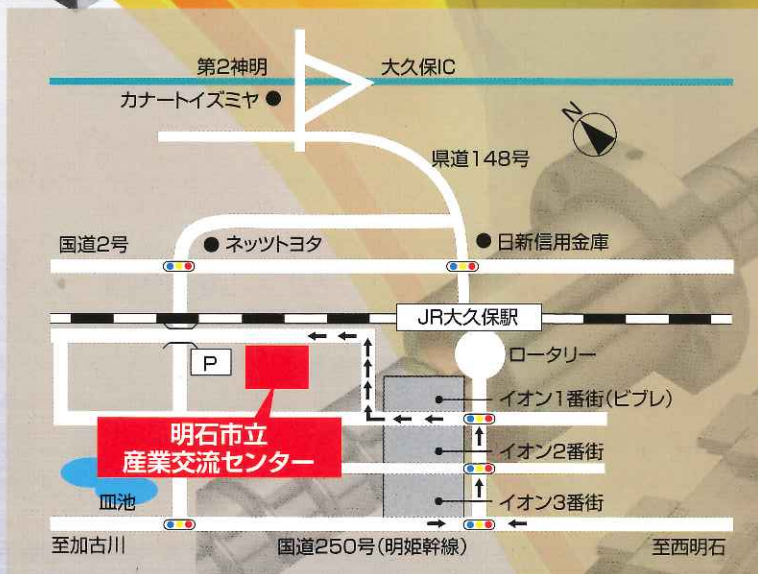 第2神明
大久保IC
カナートイズミヤ
N
県道148号
国道2号
ネッツトヨタ
日新信用金庫
JR大久保駅
P
ロータリー
イオン1番街(ビブレ)
明石市立
産業交流センター
イオン2番街
皿池
イオン3番街
至加古川
国道250号(明姫幹線)
至西明石